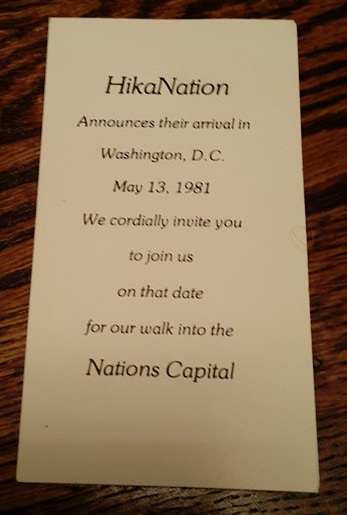 HikaNation
Announces their arrival in
Washington, D.C.
May 13, 1981
We cordially invite you
to join us
on that date
for our walk into the
Nations Capital